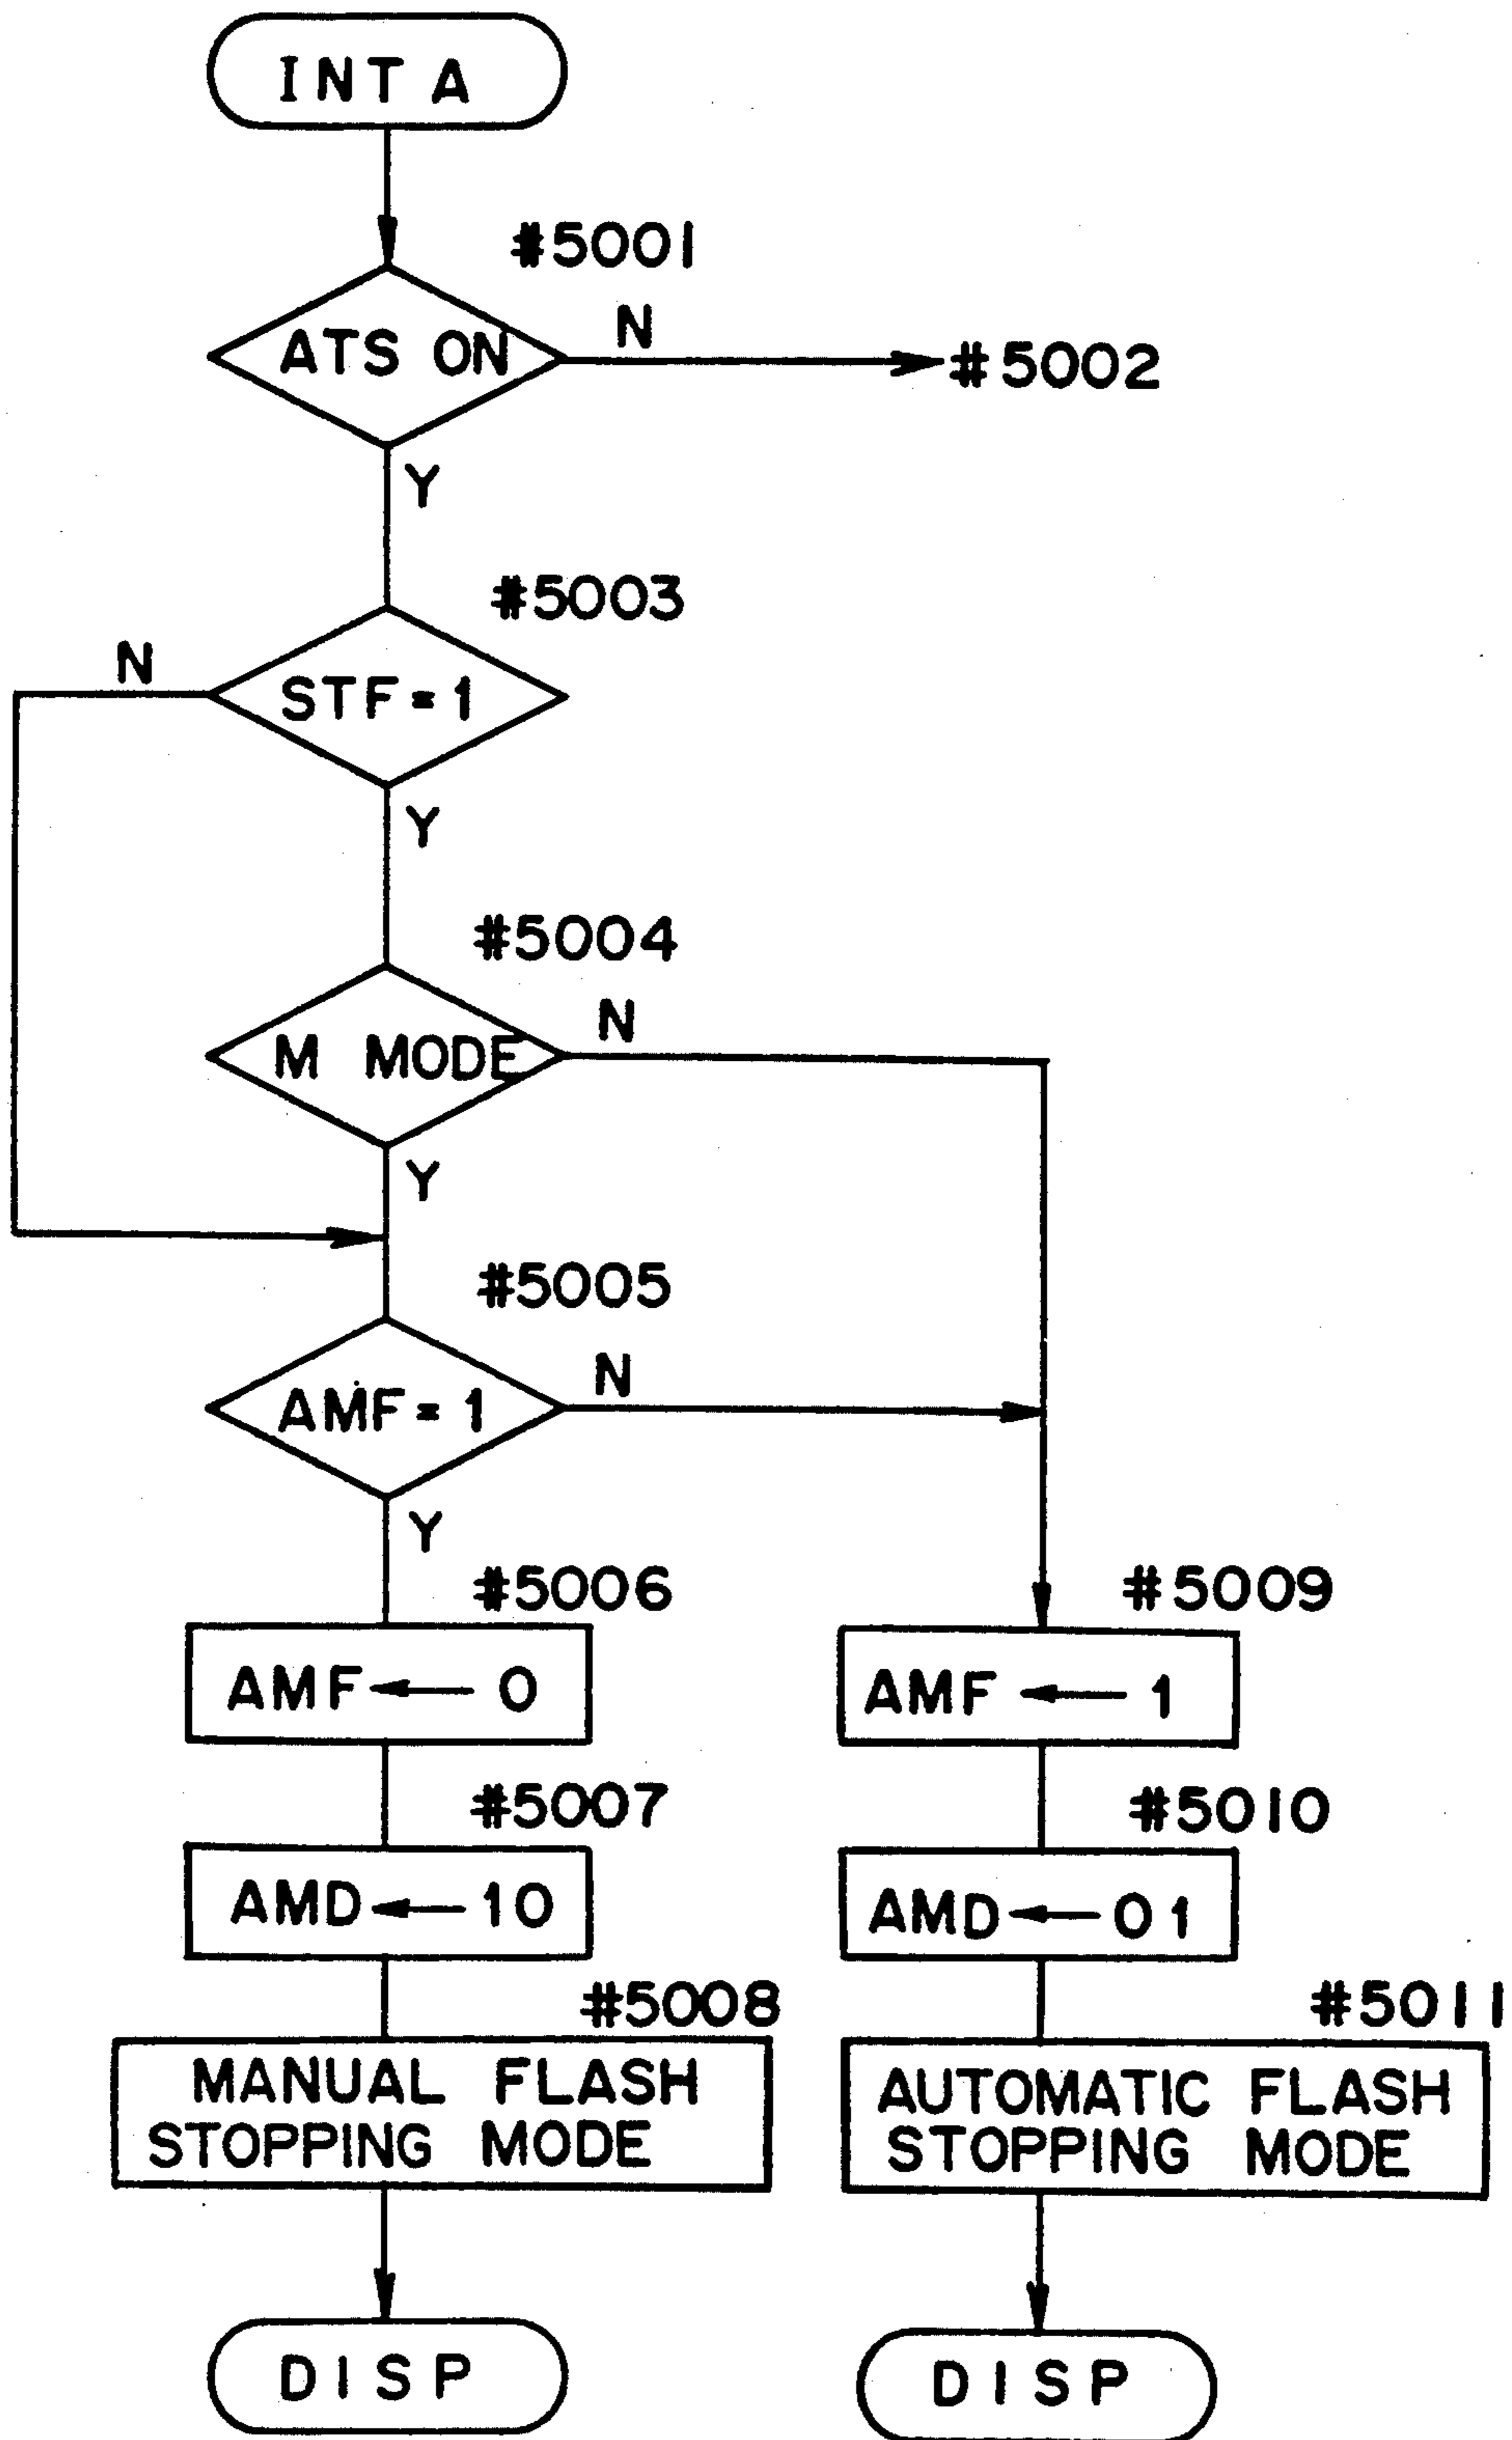 INT A
#5001
ATS ON
N
#5002
Y
#5003
N
STF=1
Y
#5004
N
M MODE
Y
#5005
N
AMF=1
Y
#5006
AMF ← 0
#5007
AMD ← 10
#5008
MANUAL FLASH
STOPPING MODE
DISP
#5009
AMF ← 1
#5010
AMD ← 01
#5011
AUTOMATIC FLASH
STOPPING MODE
DISP